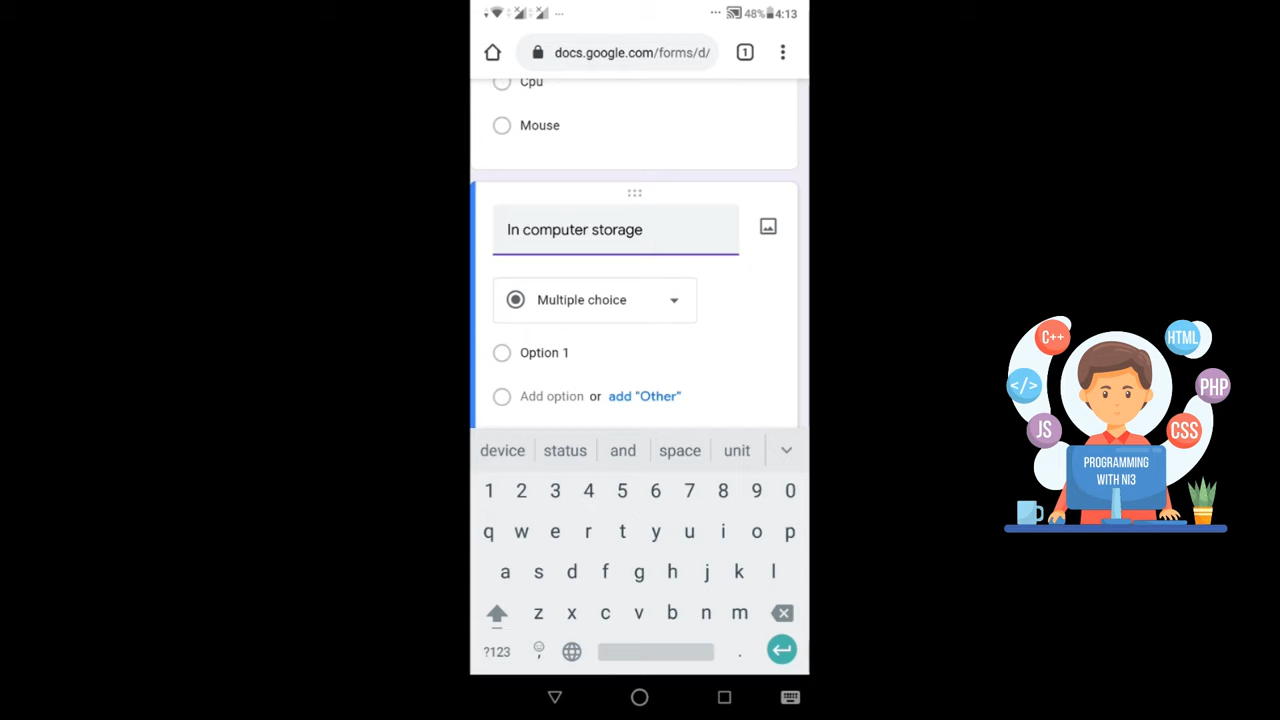 48% 4:13
docs.google.com/forms/d/
1
Cpu
Mouse
In computer storage
Multiple choice
Option 1
Add option or add "Other"
device status and space unit
1 2 3 4 5 6 7 8 9 0
q w e r t y u i o p
a s d f g h j k l
z x c v b n m
?123 , .
C++
HTML
</>
PHP
JS
CSS
PROGRAMMING
WITH NI3